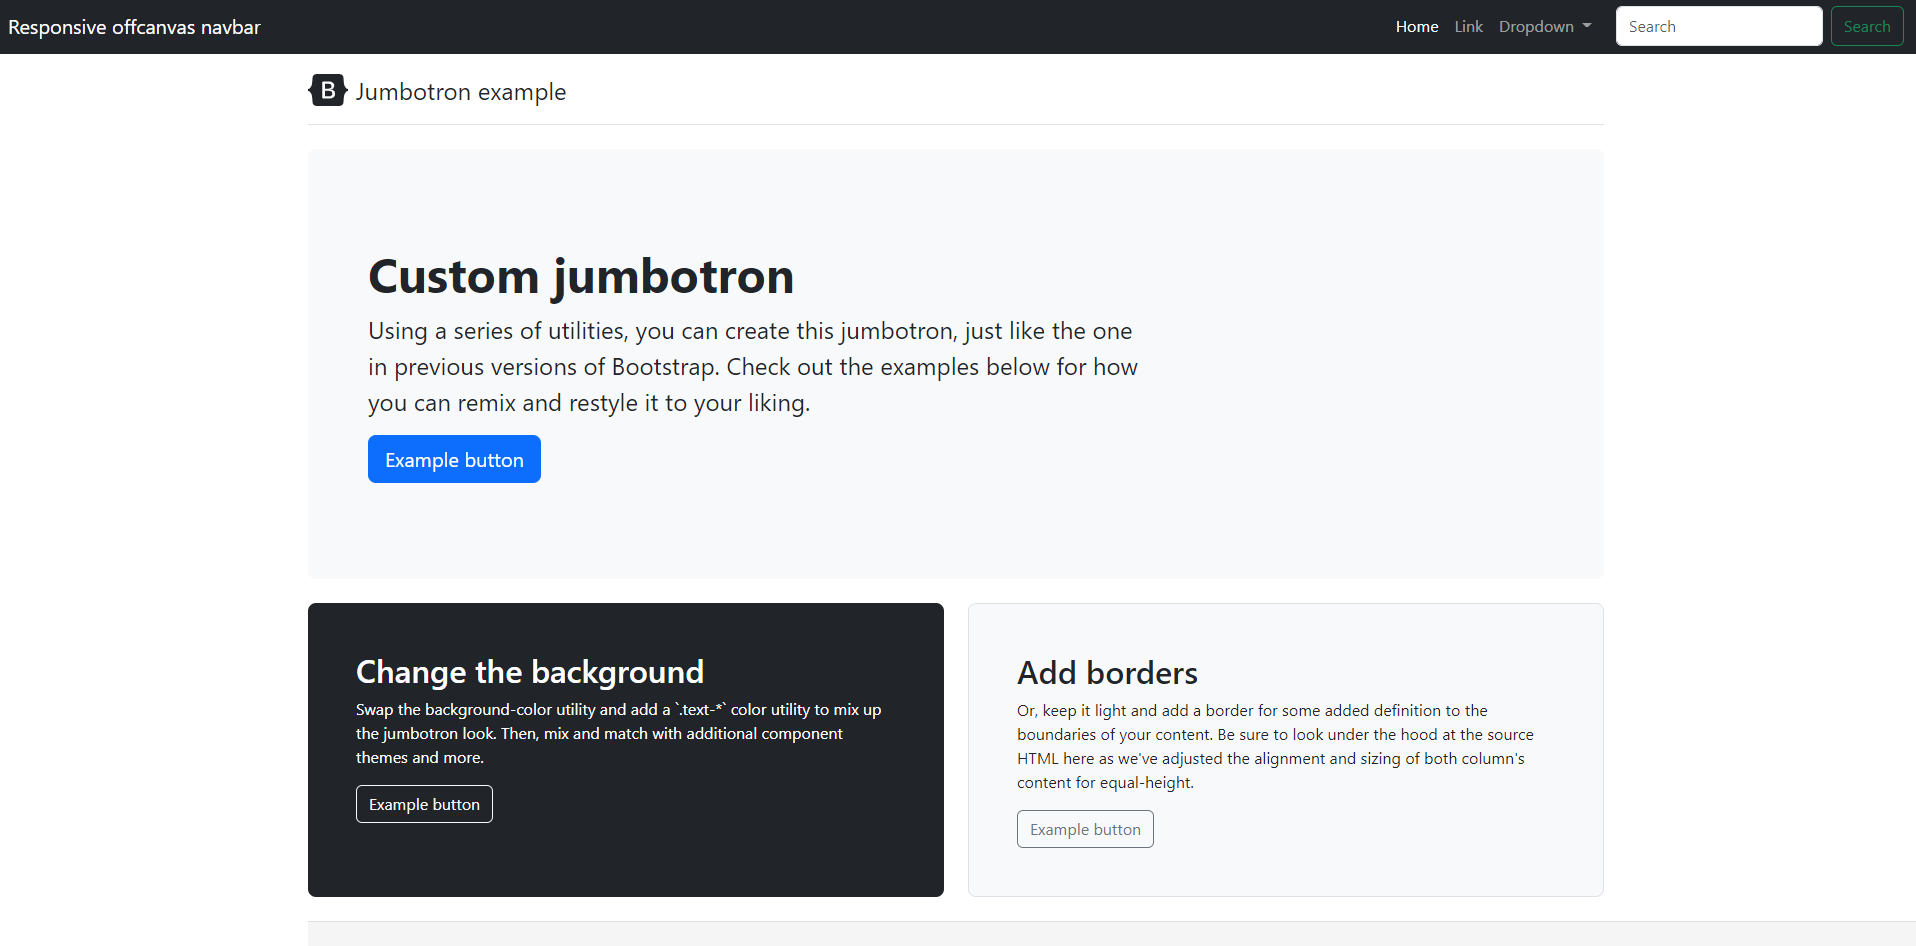 Responsive offcanvas navbar
Home Link Dropdown Search Search
B Jumbotron example
Custom jumbotron
Using a series of utilities, you can create this jumbotron, just like the one
in previous versions of Bootstrap. Check out the examples below for how
you can remix and restyle it to your liking.
Example button
Change the background
Swap the background-color utility and add a `.text-*` color utility to mix up
the jumbotron look. Then, mix and match with additional component
themes and more.
Example button
Add borders
Or, keep it light and add a border for some added definition to the
boundaries of your content. Be sure to look under the hood at the source
HTML here as we've adjusted the alignment and sizing of both column's
content for equal-height.
Example button